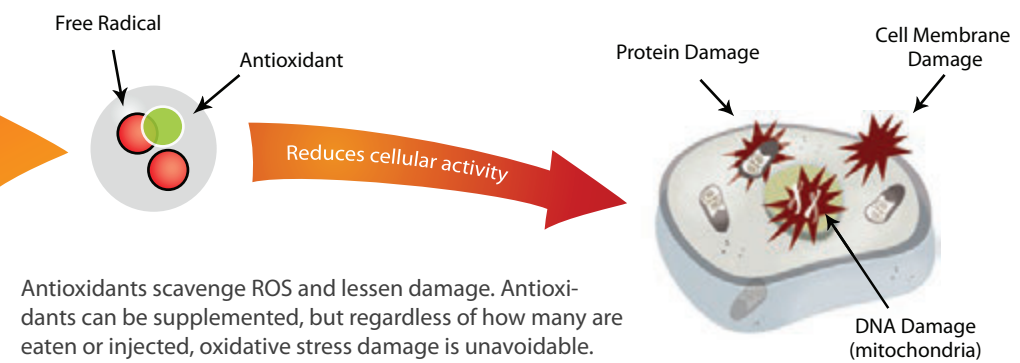 Free Radical
Antioxidant
Reduces cellular activity
Protein Damage
Cell Membrane
Damage
DNA Damage
(mitochondria)
Antioxidants scavenge ROS and lessen damage. Antioxi-
dants can be supplemented, but regardless of how many are
eaten or injected, oxidative stress damage is unavoidable.